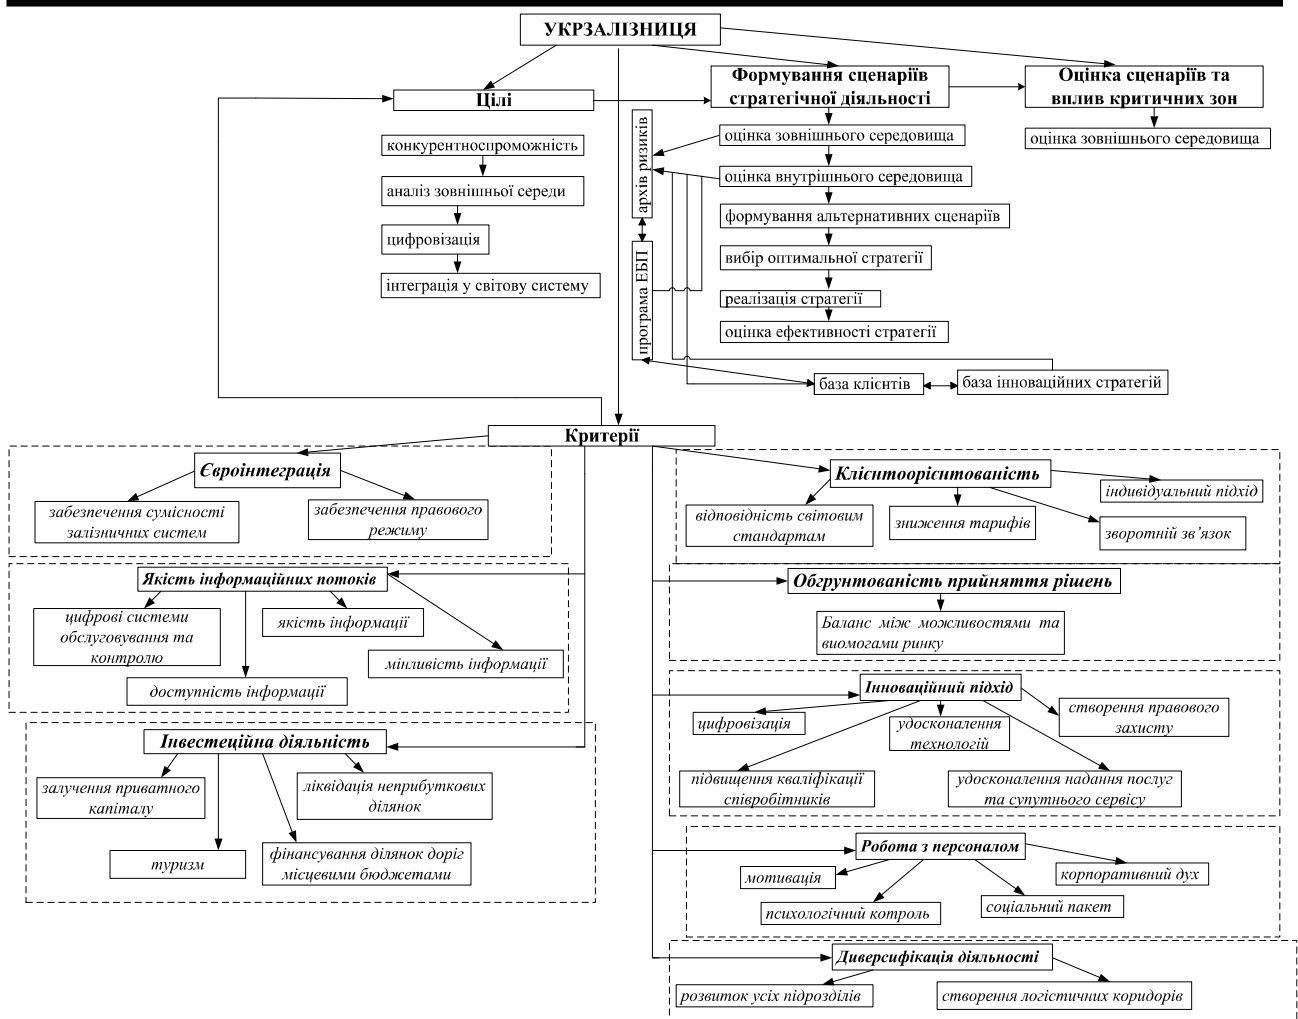 УКРЗАЛІЗНИЦЯ
Цілі
Формування сценаріїв
стратегічної діяльності
Оцінка сценаріїв та
вплив критичних зон
конкурентноспроможність
аналіз зовнішньої середи
цифровізація
інтеграція у світову систему
архів ризиків
програма ЕБП
оцінка зовнішнього середовища
оцінка внутрішнього середовища
формування альтернативних сценаріїв
вибір оптимальної стратегії
реалізація стратегії
оцінка ефективності стратегії
оцінка зовнішнього середовища
база клієнтів
база інноваційних стратегій
Критерії
Євроінтеграція
забезпечення сумісності
залізничних систем
забезпечення правового
режиму
Якість інформаційних потоків
цифрові системи
обслуговування та
контролю
якість інформації
мінливість інформації
доступність інформації
Інвестеційна діяльність
залучення приватного
капіталу
ліквідація неприбуткових
ділянок
туризм
фінансування ділянок доріг
місцевими бюджетами
Клієнтоорієнтованість
відповідність світовим
стандартам
зниження тарифів
індивідуальний підхід
зворотній зв’язок
Обгрунтованість прийняття рішень
Баланс між можливостями та
виомогами ринку
Інноваційний підхід
цифровізація
удосконалення
технологій
створення правового
захисту
підвищення кваліфікації
співробітників
удосконалення надання послуг
та супутнього сервісу
Робота з персоналом
мотивація
корпоративний дух
психологічний котроль
соціальний пакет
Диверсифікація діяльності
розвиток усіх підрозділів
створення логістичних коридорів